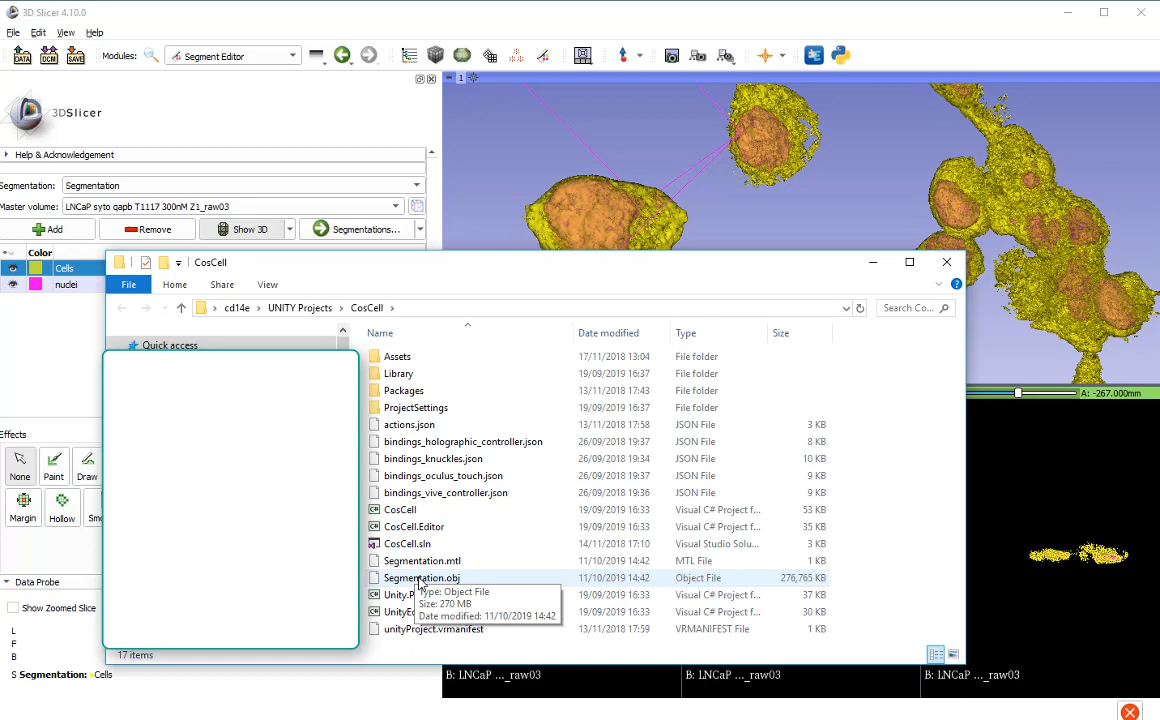 3D Slicer 4.10.0
File Edit View Help
DATA DCM SAVE Modules: Segment Editor
1
3DSlicer
Help & Acknowledgement
Segmentation: Segmentation
Master volume: LNCaP syto qapb T1117 300nM Z1_raw03
Add Remove Show 3D Segmentations...
Color
Cells
nuclei
Effects
None Paint Draw
Margin Hollow
Data Probe
Show Zoomed Slice
L
F
B
S Segmentation: Cells
CosCell
File Home Share View
cd14e > UNITY Projects > CosCell >
Search Co...
Quick access
Name Date modified Type Size
Assets 17/11/2018 13:04 File folder
Library 19/09/2019 16:37 File folder
Packages 13/11/2018 17:43 File folder
ProjectSettings 19/09/2019 16:37 File folder
actions.json 13/11/2018 17:58 JSON File 3 KB
bindings_holographic_controller.json 26/09/2018 19:37 JSON File 8 KB
bindings_knuckles.json 26/09/2018 19:34 JSON File 10 KB
bindings_oculus_touch.json 26/09/2018 19:37 JSON File 9 KB
bindings_vive_controller.json 26/09/2018 19:36 JSON File 9 KB
CosCell 19/09/2019 16:33 Visual C# Project f... 53 KB
CosCell.Editor 19/09/2019 16:33 Visual C# Project f... 35 KB
CosCell.sln 14/11/2018 17:10 Visual Studio Solu... 3 KB
Segmentation.mtl 11/10/2019 14:42 MTL File 1 KB
Segmentation.obj 11/10/2019 14:42 Object File 276,765 KB
19/09/2019 16:33 Visual C# Project f... 37 KB
19/09/2019 16:33 Visual C# Project f... 30 KB
unityProject.vrmanifest 13/11/2018 17:59 VRMANIFEST File 1 KB
Type: Object File
Size: 270 MB
Date modified: 11/10/2019 14:42
17 items
A: -267.000mm
B: LNCaP ..._raw03 B: LNCaP ..._raw03 B: LNCaP ..._raw03